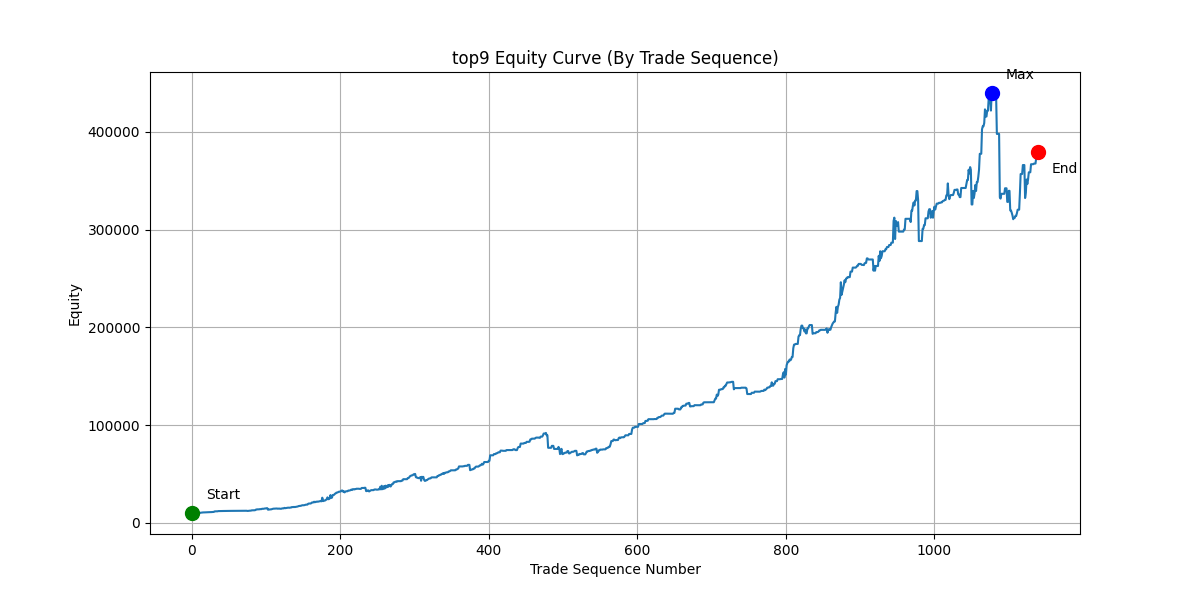 top9 Equity Curve (By Trade Sequence)
Max
400000
End
300000
Equity
200000
100000
Start
0
0 200 400 600 800 1000
Trade Sequence Number